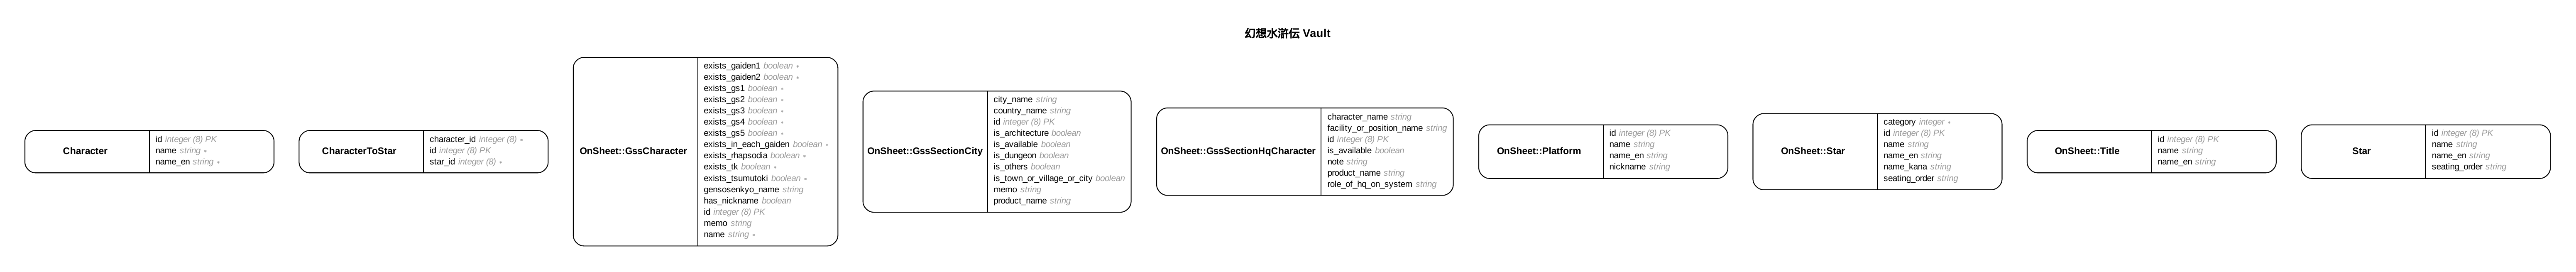 幻想水滸伝 Vault
Character
id integer (8) PK
name string *
name_en string *
CharacterToStar
character_id integer (8) *
id integer (8) PK
star_id integer (8) *
OnSheet::GssCharacter
exists_gaiden1 boolean *
exists_gaiden2 boolean *
exists_gs1 boolean *
exists_gs2 boolean *
exists_gs3 boolean *
exists_gs4 boolean *
exists_gs5 boolean *
exists_in_each_gaiden boolean *
exists_rhapsodia boolean *
exists_tk boolean *
exists_tsumutoki boolean *
gensosenkyo_name string
has_nickname boolean
id integer (8) PK
memo string
name string *
OnSheet::GssSectionCity
city_name string
country_name string
id integer (8) PK
is_architecture boolean
is_available boolean
is_dungeon boolean
is_others boolean
is_town_or_village_or_city boolean
memo string
product_name string
OnSheet::GssSectionHqCharacter
character_name string
facility_or_position_name string
id integer (8) PK
is_available boolean
note string
product_name string
role_of_hq_on_system string
OnSheet::Platform
id integer (8) PK
name string
name_en string
nickname string
OnSheet::Star
category integer *
id integer (8) PK
name string
name_en string
name_kana string
seating_order string
OnSheet::Title
id integer (8) PK
name string
name_en string
Star
id integer (8) PK
name string
name_en string
seating_order string